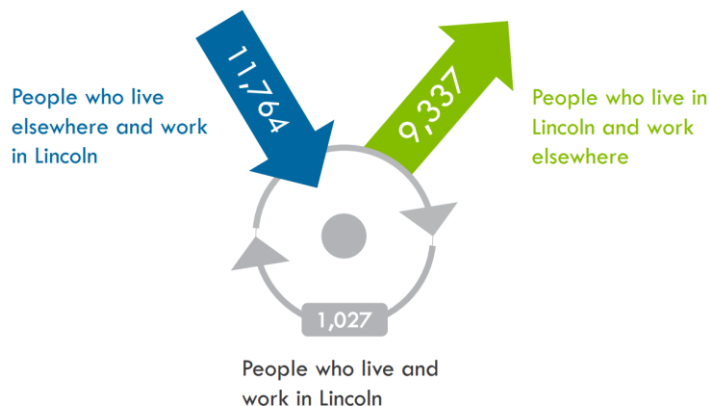 11,764
9,337
People who live
elsewhere and work
in Lincoln
People who live in
Lincoln and work
elsewhere
1,027
People who live and
work in Lincoln